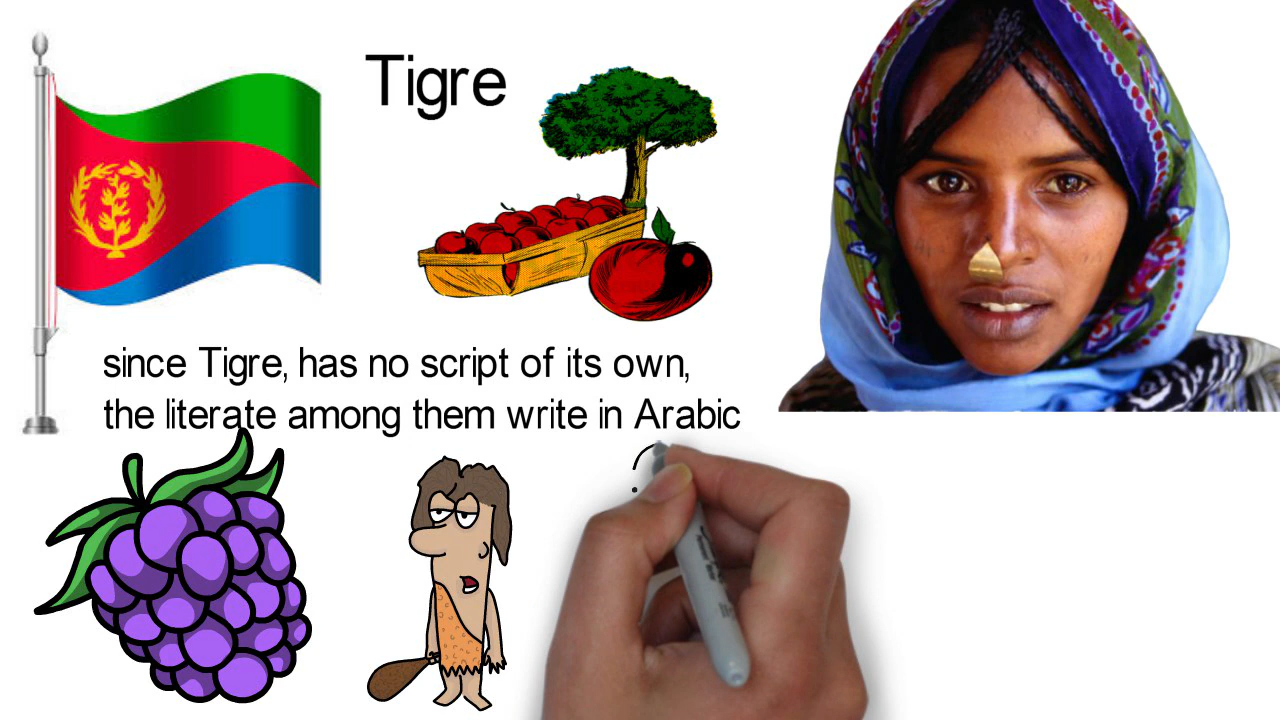 Tigre
since Tigre, has no script of its own,
the literate among them write in Arabic